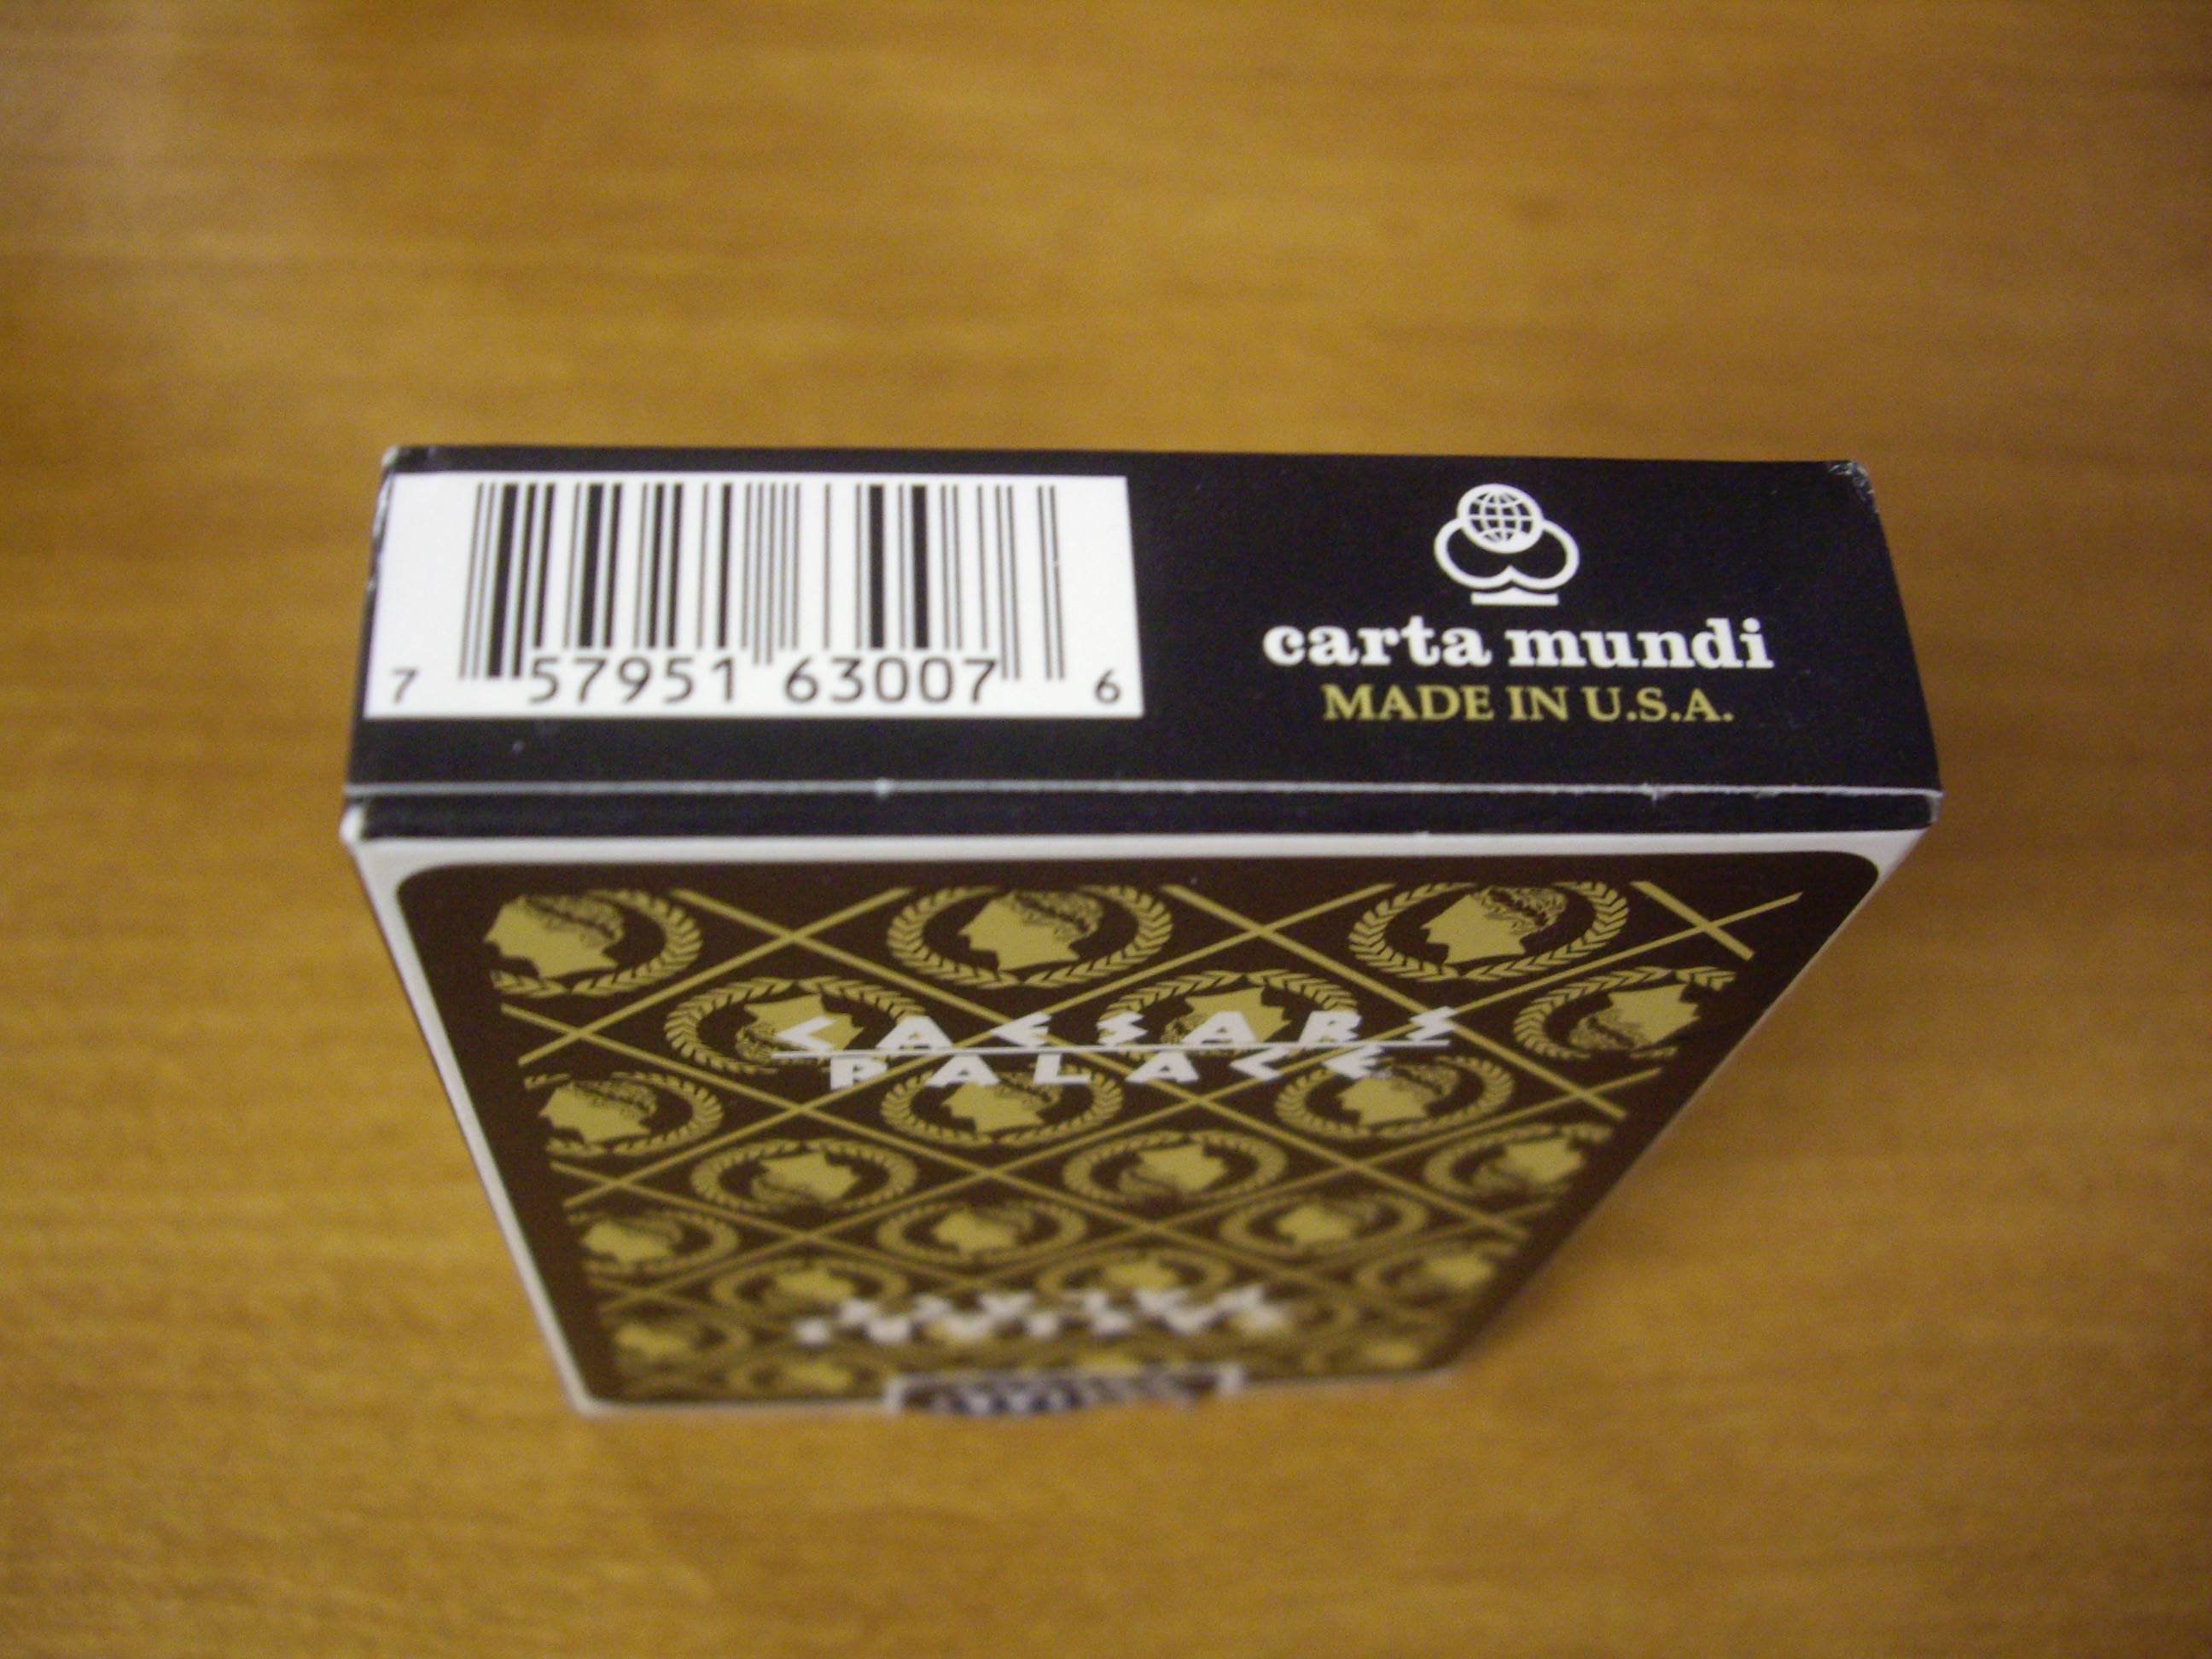 7 57951 63007 6
carta mundi
MADE IN U.S.A.
CAESARS
PALACE